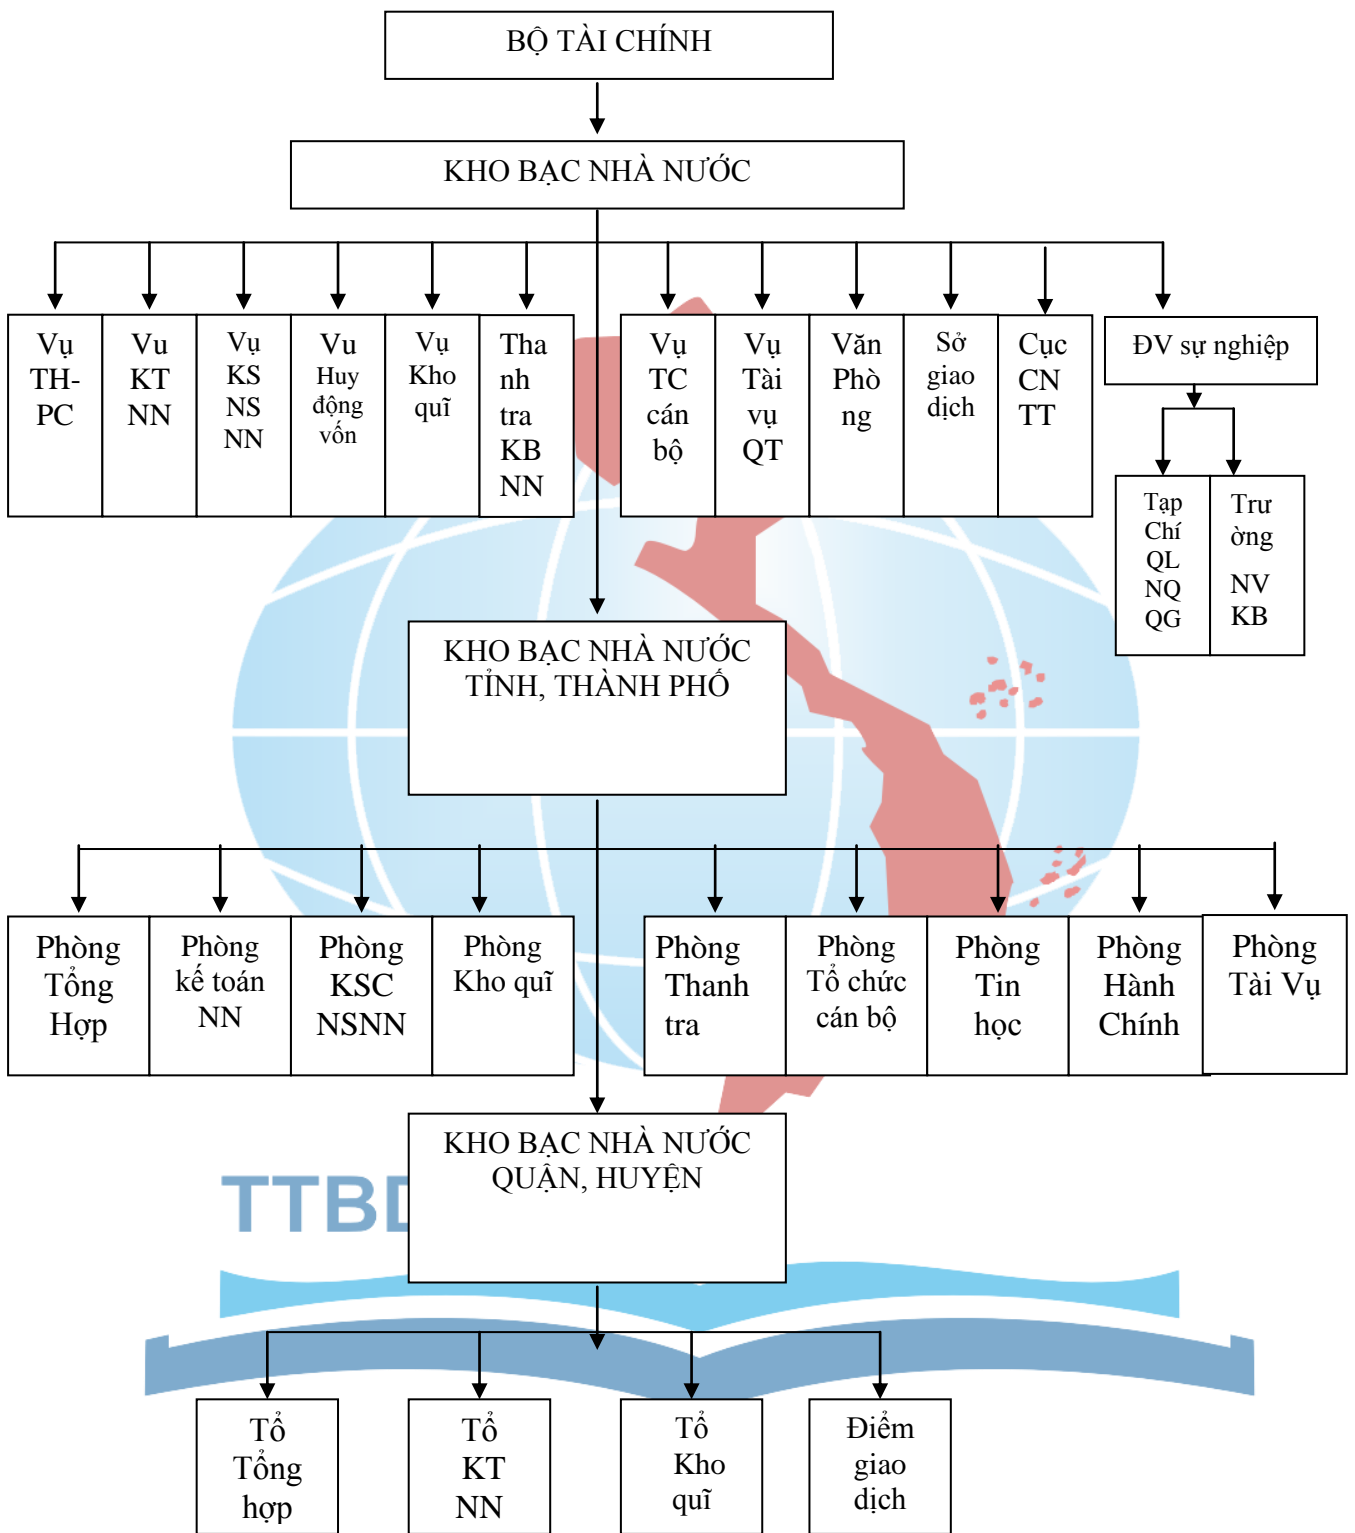 BỘ TÀI CHÍNH
KHO BẠC NHÀ NƯỚC
Vụ
TH-
PC
Vu
KT
NN
Vụ
KS
NS
NN
Vu
Huy
động
vốn
Vụ
Kho
quĩ
Tha
nh
tra
KB
NN
Vụ
TC
cán
bộ
Vụ
Tài
vụ
QT
Văn
Phò
ng
Sở
giao
dịch
Cục
CN
TT
ĐV sự nghiệp
Tạp
Chí
QL
NQ
QG
Trư
ờng
NV
KB
KHO BẠC NHÀ NƯỚC
TỈNH, THÀNH PHỐ
Phòng
Tổng
Hợp
Phòng
kế toán
NN
Phòng
KSC
NSNN
Phòng
Kho quĩ
Phòng
Thanh
tra
Phòng
Tổ chức
cán bộ
Phòng
Tin
học
Phòng
Hành
Chính
Phòng
Tài Vụ
KHO BẠC NHÀ NƯỚC
QUẬN, HUYỆN
TTBD
Tổ
Tổng
hợp
Tổ
KT
NN
Tổ
Kho
quĩ
Điểm
giao
dịch